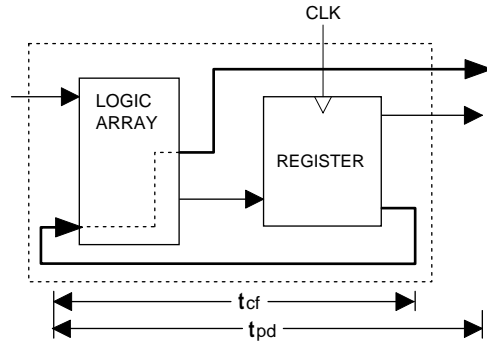 CLK
LOGIC
ARRAY
REGISTER
tcf
tpd